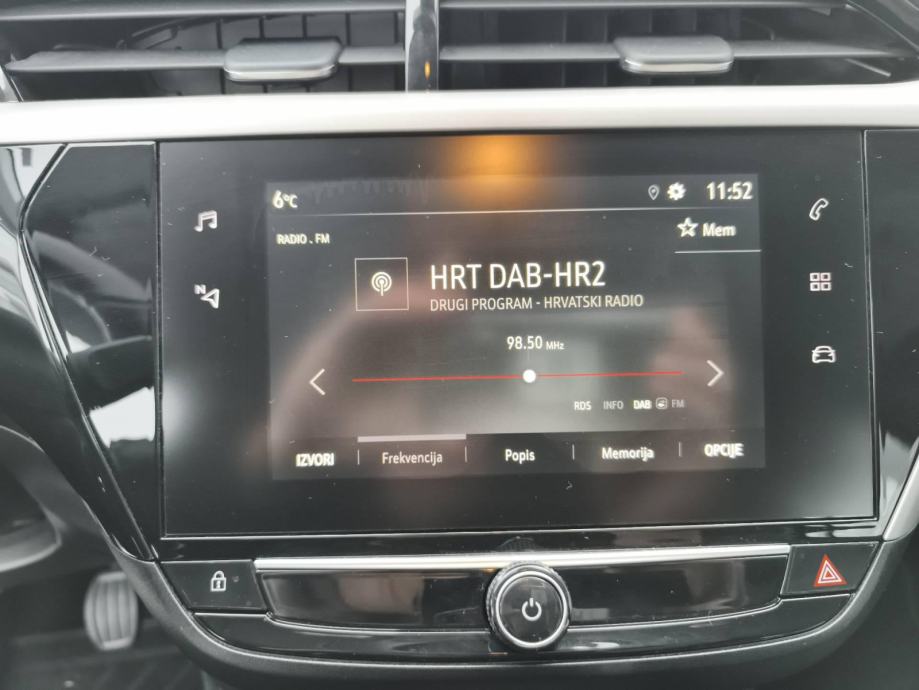 6°C 11:52
RADIO . FM
Mem
HRT DAB-HR2
DRUGI PROGRAM - HRVATSKI RADIO
98.50 MHz
N
RDS INFO DAB FM
IZVORI Frekvencija Popis Memorija OPCIJE